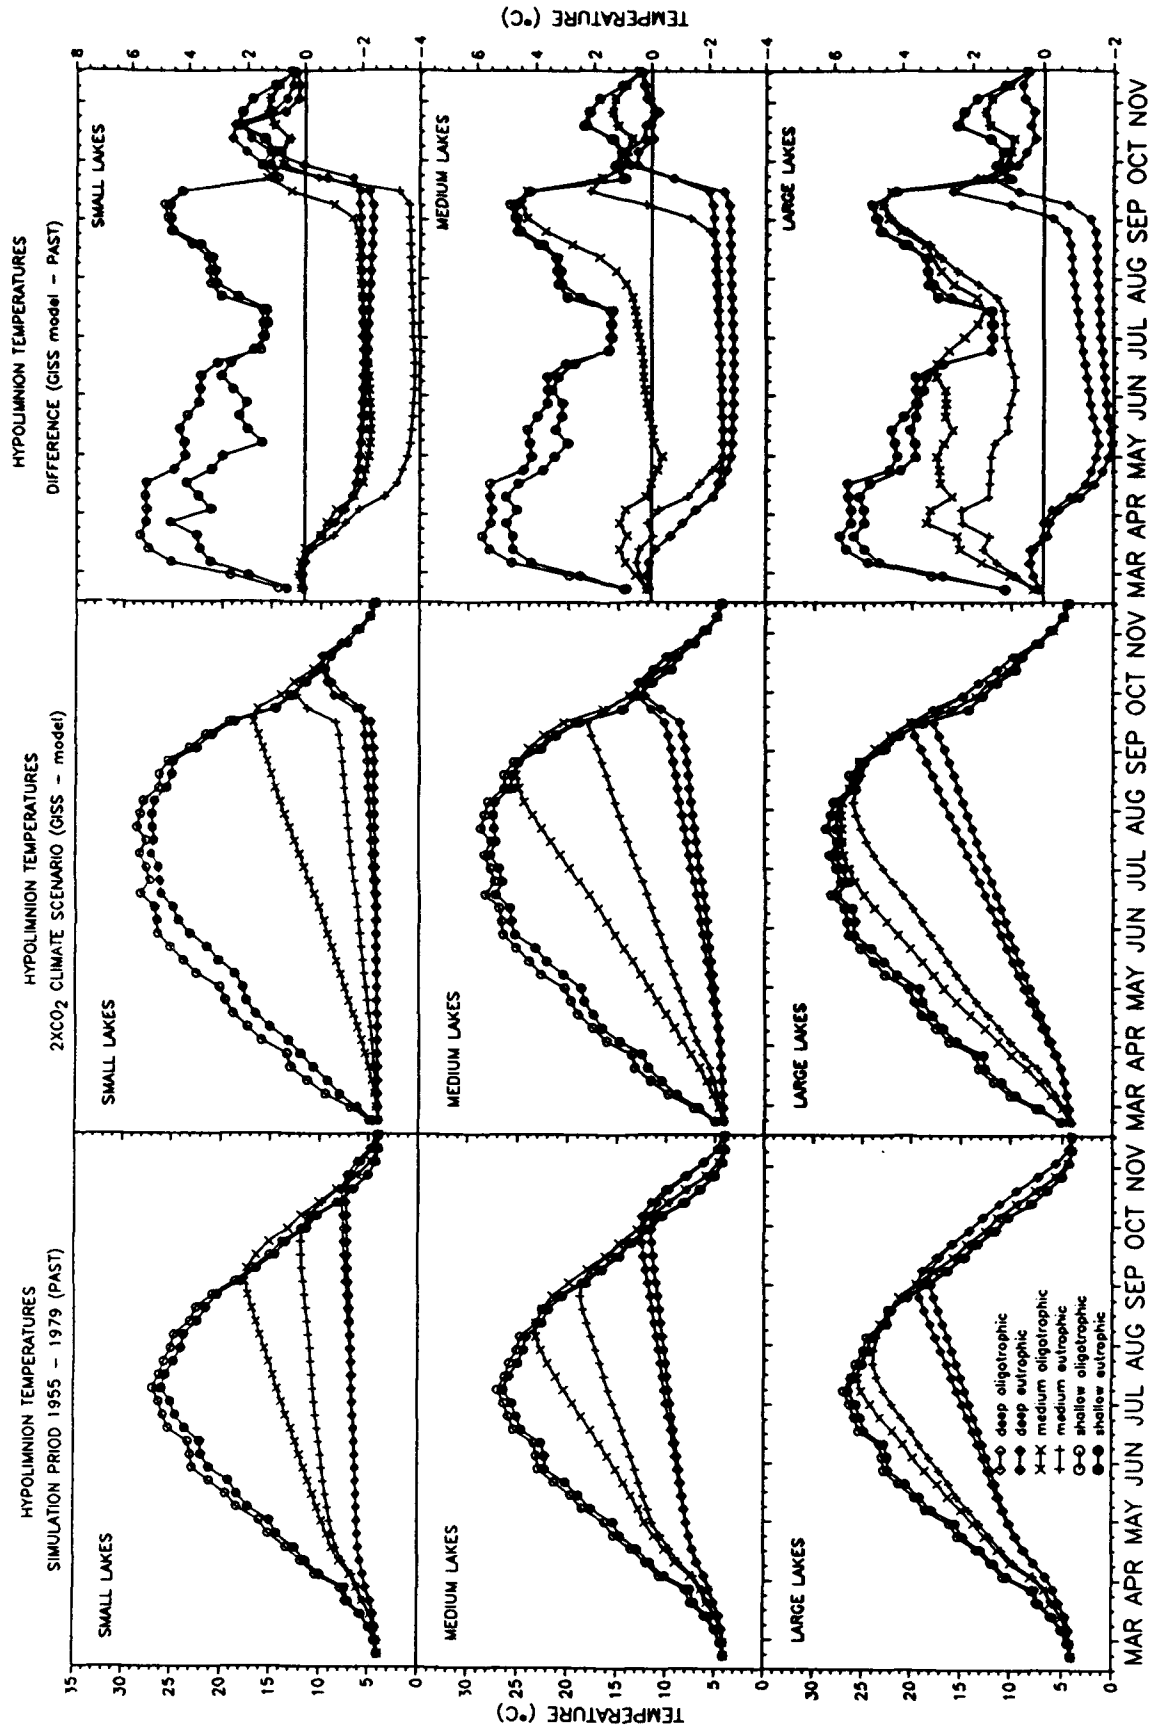 HYPOLIMNION TEMPERATURES
SIMULATION PRIOD 1955 - 1979 (PAST)
HYPOLIMNION TEMPERATURES
2XCO2 CLIMATE SCENARIO (GISS - model)
HYPOLIMNION TEMPERATURES
DIFFERENCE (GISS model - PAST)
35
30
25
20
15
10
5
0
SMALL LAKES
SMALL LAKES
SMALL LAKES
8
6
4
2
0
-2
-4
TEMPERATURE (°C)
30
25
20
15
10
5
0
MEDIUM LAKES
MEDIUM LAKES
MEDIUM LAKES
6
4
2
0
-2
-4
TEMPERATURE (°C)
30
25
20
15
10
5
0
LARGE LAKES
LARGE LAKES
LARGE LAKES
6
4
2
0
-2
deep oligotrophic
deep eutrophic
medium oligotrophic
medium eutrophic
shallow oligotrophic
shallow eutrophic
MAR APR MAY JUN JUL AUG SEP OCT NOV
MAR APR MAY JUN JUL AUG SEP OCT NOV
MAR APR MAY JUN JUL AUG SEP OCT NOV